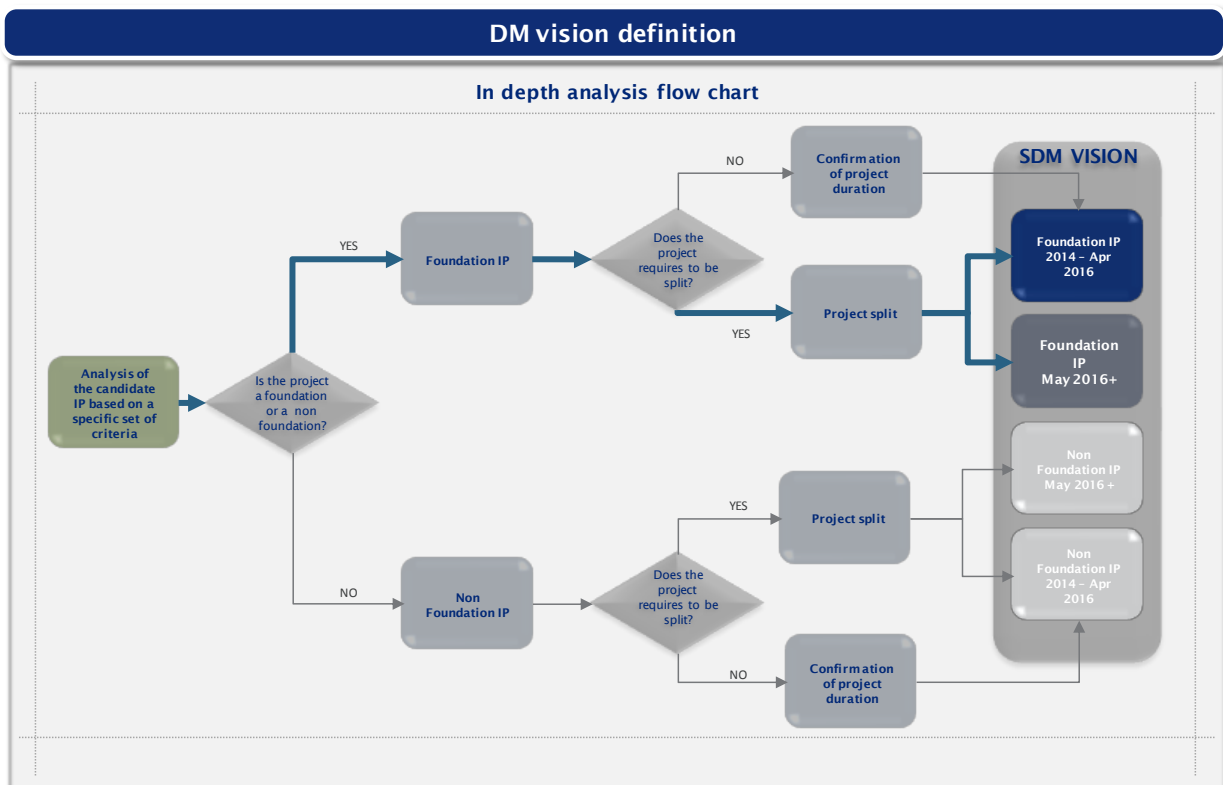 DM vision definition
In depth analysis flow chart
Analysis of
the candidate
IP based on a
specific set of
criteria
Is the project
a foundation
or a non
foundation?
YES
Foundation IP
Does the
project
requires to be
split?
NO
Confirmation
of project
duration
YES
Project split
NO
Non
Foundation IP
Does the
project
requires to be
split?
YES
Project split
NO
Confirmation
of project
duration
SDM VISION
Foundation IP
2014 – Apr
2016
Foundation
IP
May 2016+
Non
Foundation IP
May 2016 +
Non
Foundation IP
2014 – Apr
2016